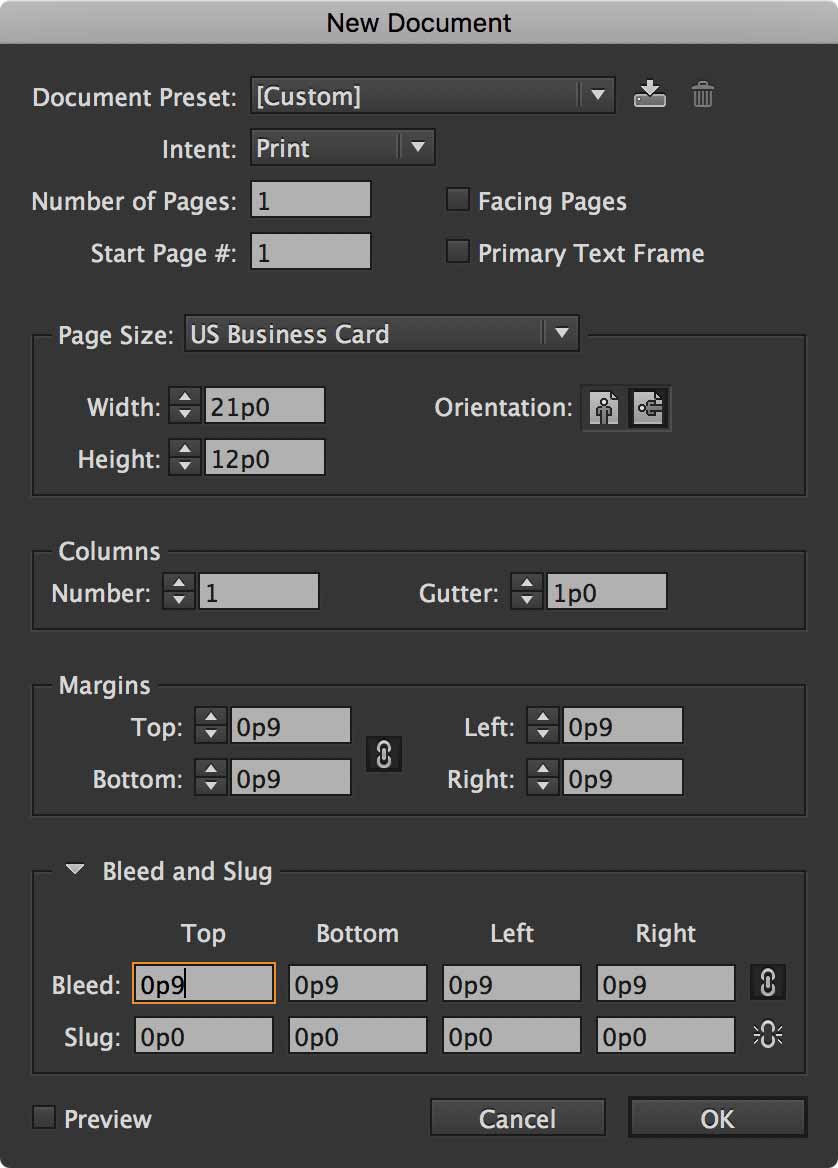 New Document
Document Preset: [Custom]
Intent: Print
Number of Pages: 1 Facing Pages
Start Page #: 1 Primary Text Frame
Page Size: US Business Card
Width: 21p0 Orientation:
Height: 12p0
Columns
Number: 1 Gutter: 1p0
Margins
Top: 0p9 Left: 0p9
Bottom: 0p9 Right: 0p9
Bleed and Slug
Top Bottom Left Right
Bleed: 0p9 0p9 0p9 0p9
Slug: 0p0 0p0 0p0 0p0
Preview Cancel OK